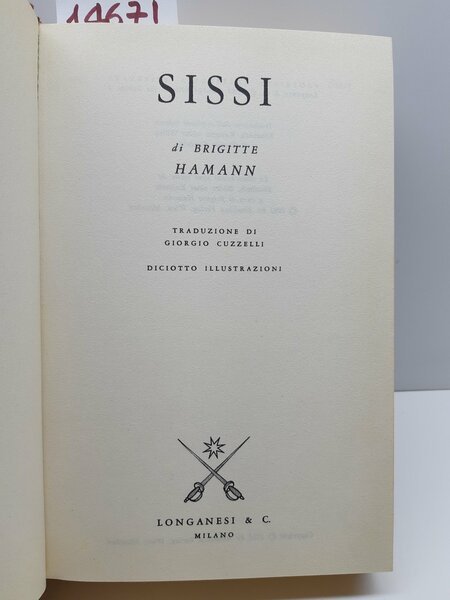 14671
SISSI
di BRIGITTE
HAMANN
TRADUZIONE DI
GIORGIO CUZZELLI
DICIOTTO ILLUSTRAZIONI
LONGANESI & C.
MILANO